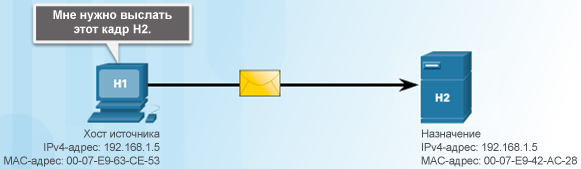 Мне нужно выслать
этот кадр H2.
H1
H2
Хост источника
IPv4-адрес: 192.168.1.5
MAC-адрес: 00-07-E9-63-CE-53
Назначение
IPv4-адрес: 192.168.1.5
MAC-адрес: 00-07-E9-42-AC-28